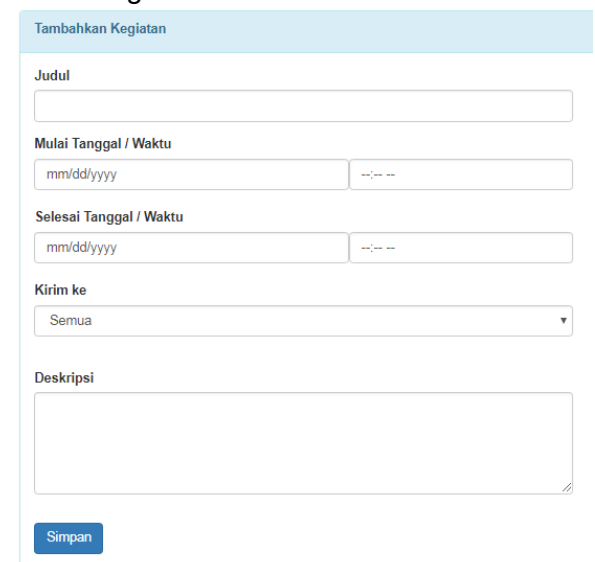 Tambahkan Kegiatan
Judul
Mulai Tanggal / Waktu
mm/dd/yyyy --:-- --
Selesai Tanggal / Waktu
mm/dd/yyyy --:-- --
Kirim ke
Semua
Deskripsi
Simpan